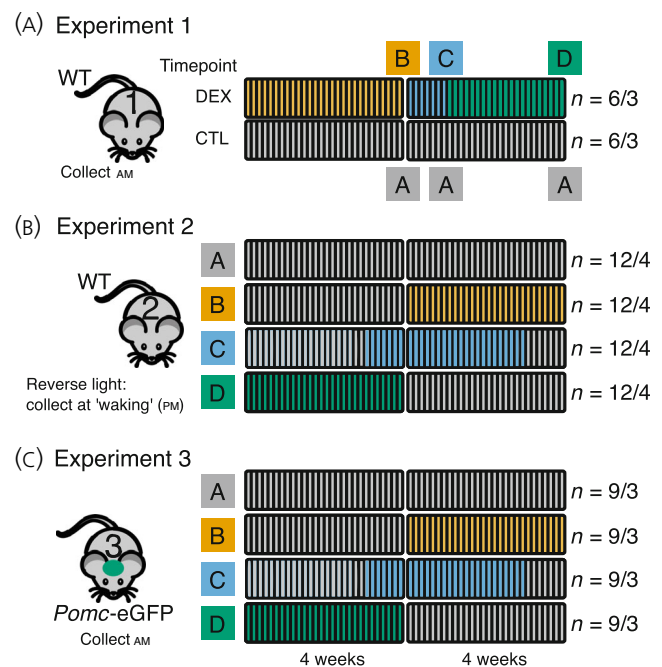 (A) Experiment 1
WT
1
Collect AM
Timepoint
B C D
DEX
n = 6/3
CTL
n = 6/3
A A A
(B) Experiment 2
WT
2
Reverse light:
collect at 'waking' (PM)
A
n = 12/4
B
n = 12/4
C
n = 12/4
D
n = 12/4
(C) Experiment 3
3
Pomc-eGFP
Collect AM
A
n = 9/3
B
n = 9/3
C
n = 9/3
D
n = 9/3
4 weeks 4 weeks